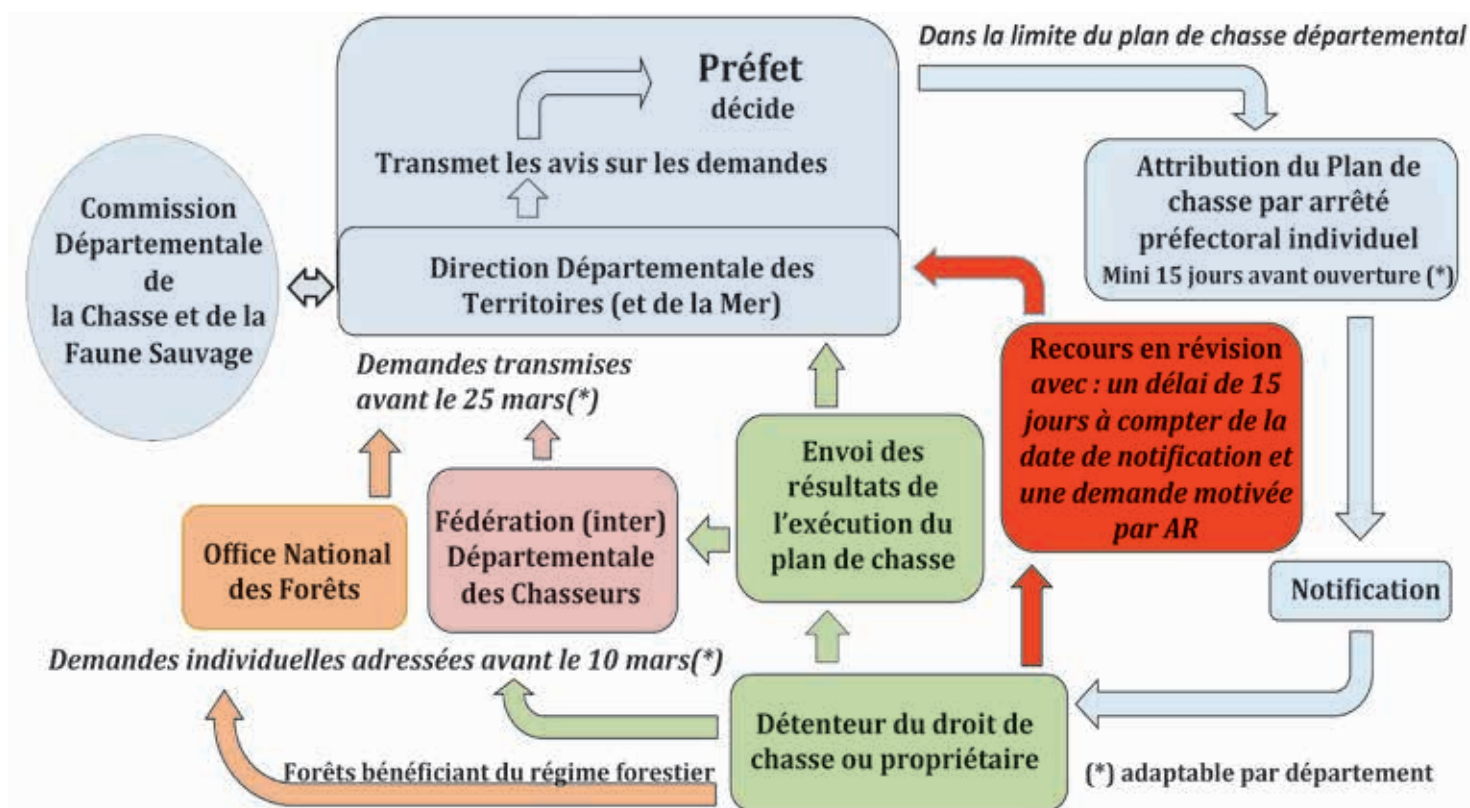 Dans la limite du plan de chasse départemental
Préfet
décide
Transmet les avis sur les demandes
Attribution du Plan de
chasse par arrêté
préfectoral individuel
Mini 15 jours avant ouverture (*)
Commission
Départementale
de
la Chasse et de la
Faune Sauvage
Direction Départementale des
Territoires (et de la Mer)
Demandes transmises
avant le 25 mars(*)
Recours en révision
avec : un délai de 15
jours à compter de la
date de notification et
une demande motivée
par AR
Envoi des
résultats de
l'exécution du
plan de chasse
Office National
des Forêts
Fédération (inter)
Départementale
des Chasseurs
Notification
Demandes individuelles adressées avant le 10 mars(*)
Détenteur du droit de
chasse ou propriétaire
Forêts bénéficiant du régime forestier
(*) adaptable par département